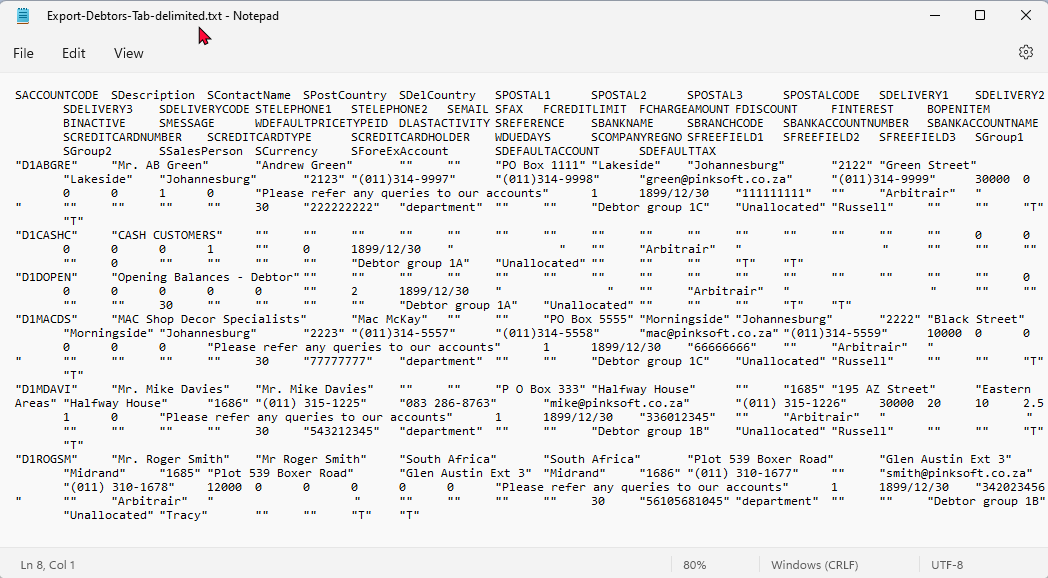 Export-Debtors-Tab-delimited.txt - Notepad
File Edit View
SACCOUNTCODE SDescription SContactName SPostCountry SDelCountry SPOSTAL1 SPOSTAL2 SPOSTAL3 SPOSTALCODE SDELIVERY1 SDELIVERY2
SDELIVERY3 SDELIVERYCODE STELEPHONE1 STELEPHONE2 SEMAIL SFAX FCREDITLIMIT FCHARGEAMOUNT FDISCOUNT FINTEREST BOPENITEM
BINACTIVE SMESSAGE WDEFAULTPRICETYPEID DLASTACTIVITY SREFERENCE SBANKNAME SBRANCHCODE SBANKACCOUNTNUMBER SBANKACCOUNTNAME
SCREDITCARDNUMBER SCREDITCARDTYPE SCREDITCARDHOLDER WDUEDAYS SCOMPANYREGNO SFREEFIELD1 SFREEFIELD2 SFREEFIELD3 SGroup1
SGroup2 SSalesPerson SCurrency SForeExAccount SDEFAULTACCOUNT SDEFAULTTAX
"D1ABGRE" "Mr. AB Green" "Andrew Green" "" "" "PO Box 1111" "Lakeside" "Johannesburg" "2122" "Green Street"
"Lakeside" "Johannesburg" "2123" "(011)314-9997" "(011)314-9998" "green@pinksoft.co.za" "(011)314-9999" 30000 0
0 0 1 0 "Please refer any queries to our accounts" 1 1899/12/30 "111111111" "" "Arbitrair" "
" "" "" "" "" 30 "222222222" "department" "" "" "Debtor group 1C" "Unallocated" "Russell" "" "" "T"
"T"
"D1CASHC" "CASH CUSTOMERS" "" "" "" "" "" "" "" "" "" "" "" "" "" "" "" 0 0
0 0 0 1 "" 0 1899/12/30 " " "" "Arbitrair" " " "" "" ""
"" 0 "" "" "" "" "Debtor group 1A" "Unallocated" "" "" "" "T" "T"
"D1DOPEN" "Opening Balances - Debtor" "" "" "" "" "" "" "" "" "" "" "" "" "" "" "" 0
0 0 0 0 0 "" 2 1899/12/30 " " "" "Arbitrair" " " "" ""
"" "" 30 "" "" "" "" "Debtor group 1A" "Unallocated" "" "" "" "T" "T"
"D1MACDS" "MAC Shop Decor Specialists" "Mac McKay" "" "" "PO Box 5555" "Morningside" "Johannesburg" "2222" "Black Street"
"Morningside" "Johannesburg" "2223" "(011)314-5557" "(011)314-5558" "mac@pinksoft.co.za" "(011)314-5559" 10000 0 0
0 0 0 "Please refer any queries to our accounts" 1 1899/12/30 "66666666" "" "Arbitrair" "
" "" "" "" "" 30 "77777777" "department" "" "" "Debtor group 1C" "Unallocated" "Russell" "" "" "T"
"T"
"D1MDAVI" "Mr. Mike Davies" "Mr. Mike Davies" "" "" "P O Box 333" "Halfway House" "" "1685" "195 AZ Street" "Eastern
Areas" "Halfway House" "1686" "(011) 315-1225" "083 286-8763" "mike@pinksoft.co.za" "(011) 315-1226" 30000 20 10 2.5
1 0 "Please refer any queries to our accounts" 1 1899/12/30 "336012345" "" "Arbitrair" " "
"" "" "" "" 30 "543212345" "department" "" "" "Debtor group 1B" "Unallocated" "Russell" "" "" "T"
"T"
"D1ROGSM" "Mr. Roger Smith" "Mr Roger Smith" "South Africa" "South Africa" "Plot 539 Boxer Road" "Glen Austin Ext 3"
"Midrand" "1685" "Plot 539 Boxer Road" "Glen Austin Ext 3" "Midrand" "1686" "(011) 310-1677" "" "smith@pinksoft.co.za"
"(011) 310-1678" 12000 0 0 0 0 0 "Please refer any queries to our accounts" 1 1899/12/30 "342023456
" "" "Arbitrair" " " "" "" "" "" 30 "56105681045" "department" "" "" "Debtor group 1B"
"Unallocated" "Tracy" "" "" "T" "T"
Ln 8, Col 1 80% Windows (CRLF) UTF-8